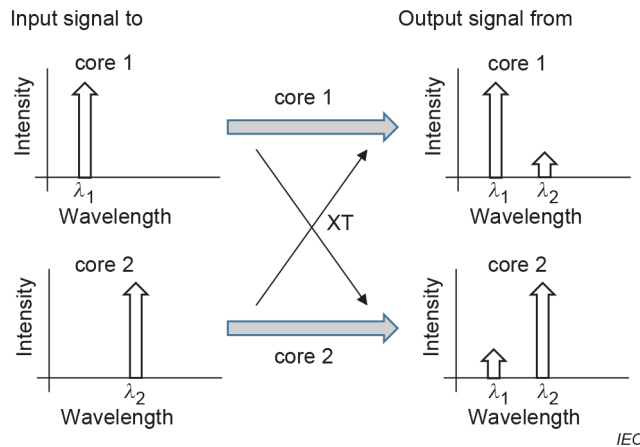 Input signal to
Output signal from
core 1
core 1
core 1
Intensity
Intensity
λ1
λ1
λ2
Wavelength
Wavelength
XT
core 2
core 2
Intensity
Intensity
λ2
λ1
λ2
core 2
Wavelength
Wavelength
IEC